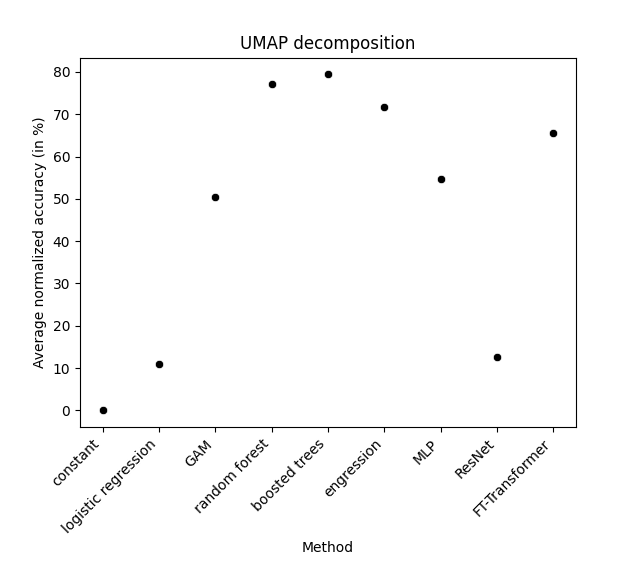 UMAP decomposition
Average normalized accuracy (in %)
80
70
60
50
40
30
20
10
0
constant
logistic regression
GAM
random forest
boosted trees
engression
MLP
ResNet
FT-Transformer
Method